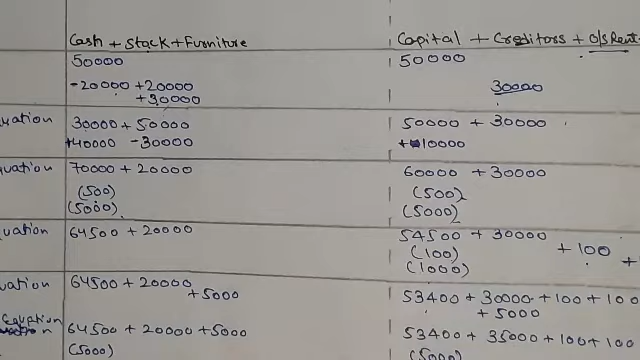 Cash + Stock + Furniture Capital + Creditors + O/S Rent
50000 50000
-20000 +20000 30000
+30000
uation 30000 + 50000 50000 + 30000
+40000 -30000 +10000
quation 70000 + 20000 60000 + 30000
(500) (500)
(5000) (5000)
uation 64500 + 20000 54500 + 30000
(100) + 100
(1000)
uation 64500 + 20000 53400 + 30000 + 100 + 100
+5000 + 5000
Equation 64500 + 20000 + 5000 53400 + 35000 + 100 + 100
(5000) (5000)